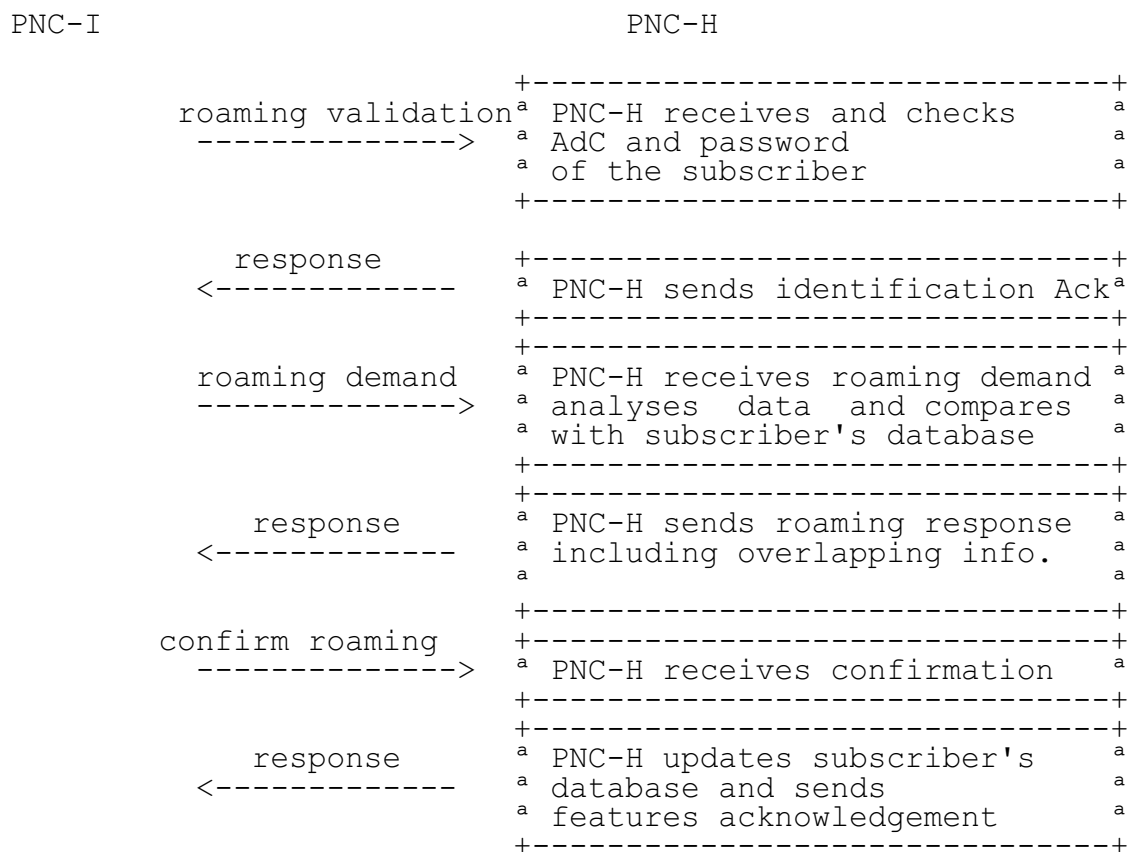 PNC-I PNC-H
+-------------------------------+
roaming validationª PNC-H receives and checks ª
--------------> ª AdC and password ª
ª of the subscriber ª
+-------------------------------+
response +-------------------------------+
<------------- ª PNC-H sends identification Ackª
+-------------------------------+
+-------------------------------+
roaming demand ª PNC-H receives roaming demand ª
--------------> ª analyses data and compares ª
ª with subscriber's database ª
+-------------------------------+
+-------------------------------+
response ª PNC-H sends roaming response ª
<------------- ª including overlapping info. ª
ª ª
+-------------------------------+
confirm roaming +-------------------------------+
--------------> ª PNC-H receives confirmation ª
+-------------------------------+
+-------------------------------+
response ª PNC-H updates subscriber's ª
<------------- ª database and sends ª
ª features acknowledgement ª
+-------------------------------+